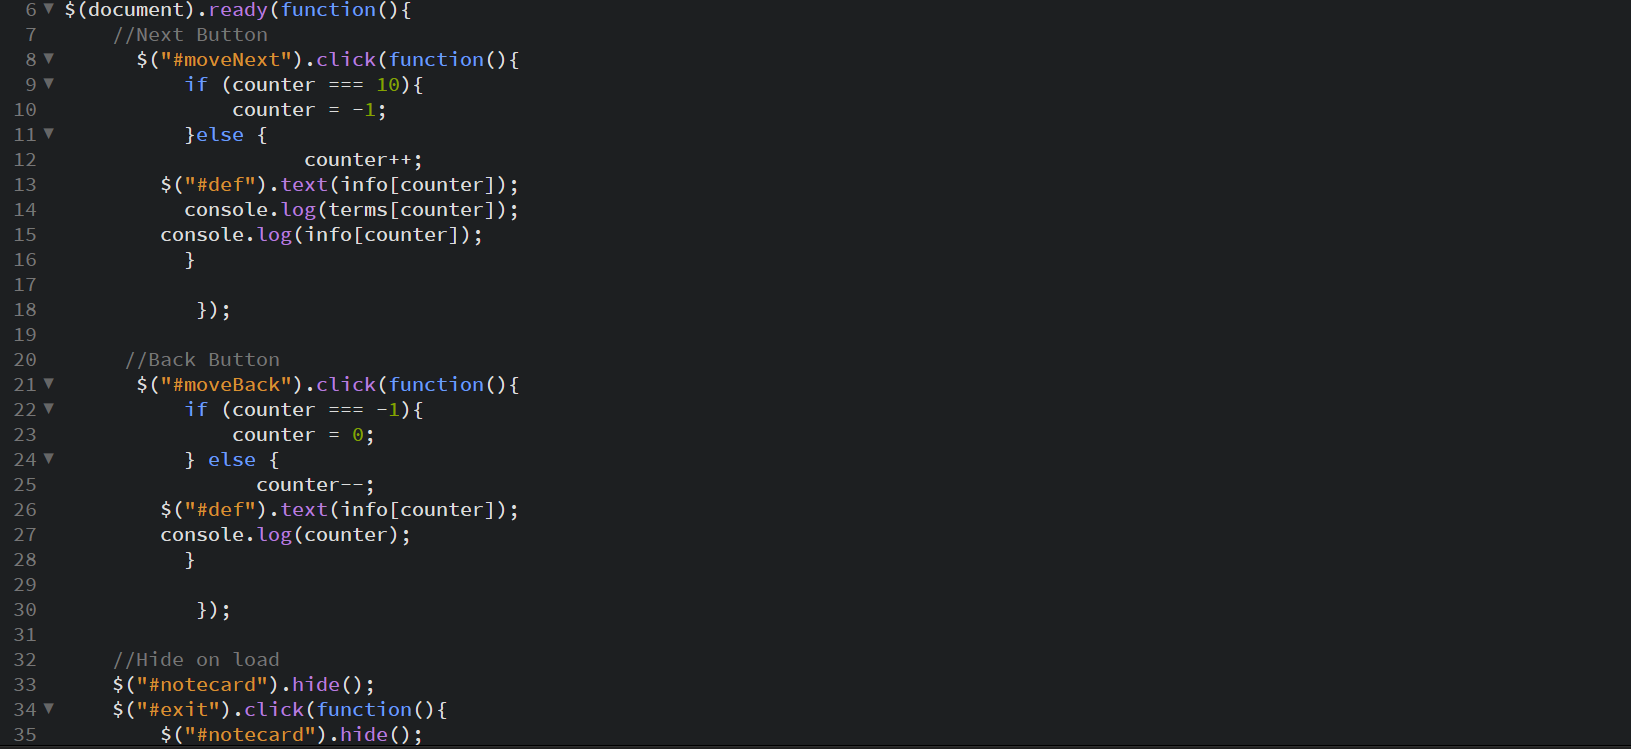 6 ▼ $(document).ready(function(){
7     //Next Button
8 ▼       $("#moveNext").click(function(){
9 ▼           if (counter === 10){
10              counter = -1;
11 ▼          }else {
12                    counter++;
13        $("#def").text(info[counter]);
14          console.log(terms[counter]);
15        console.log(info[counter]);
16          }
17
18           });
19
20     //Back Button
21 ▼      $("#moveBack").click(function(){
22 ▼          if (counter === -1){
23              counter = 0;
24 ▼          } else {
25                counter--;
26        $("#def").text(info[counter]);
27        console.log(counter);
28          }
29
30           });
31
32    //Hide on load
33    $("#notecard").hide();
34 ▼    $("#exit").click(function(){
35        $("#notecard").hide();